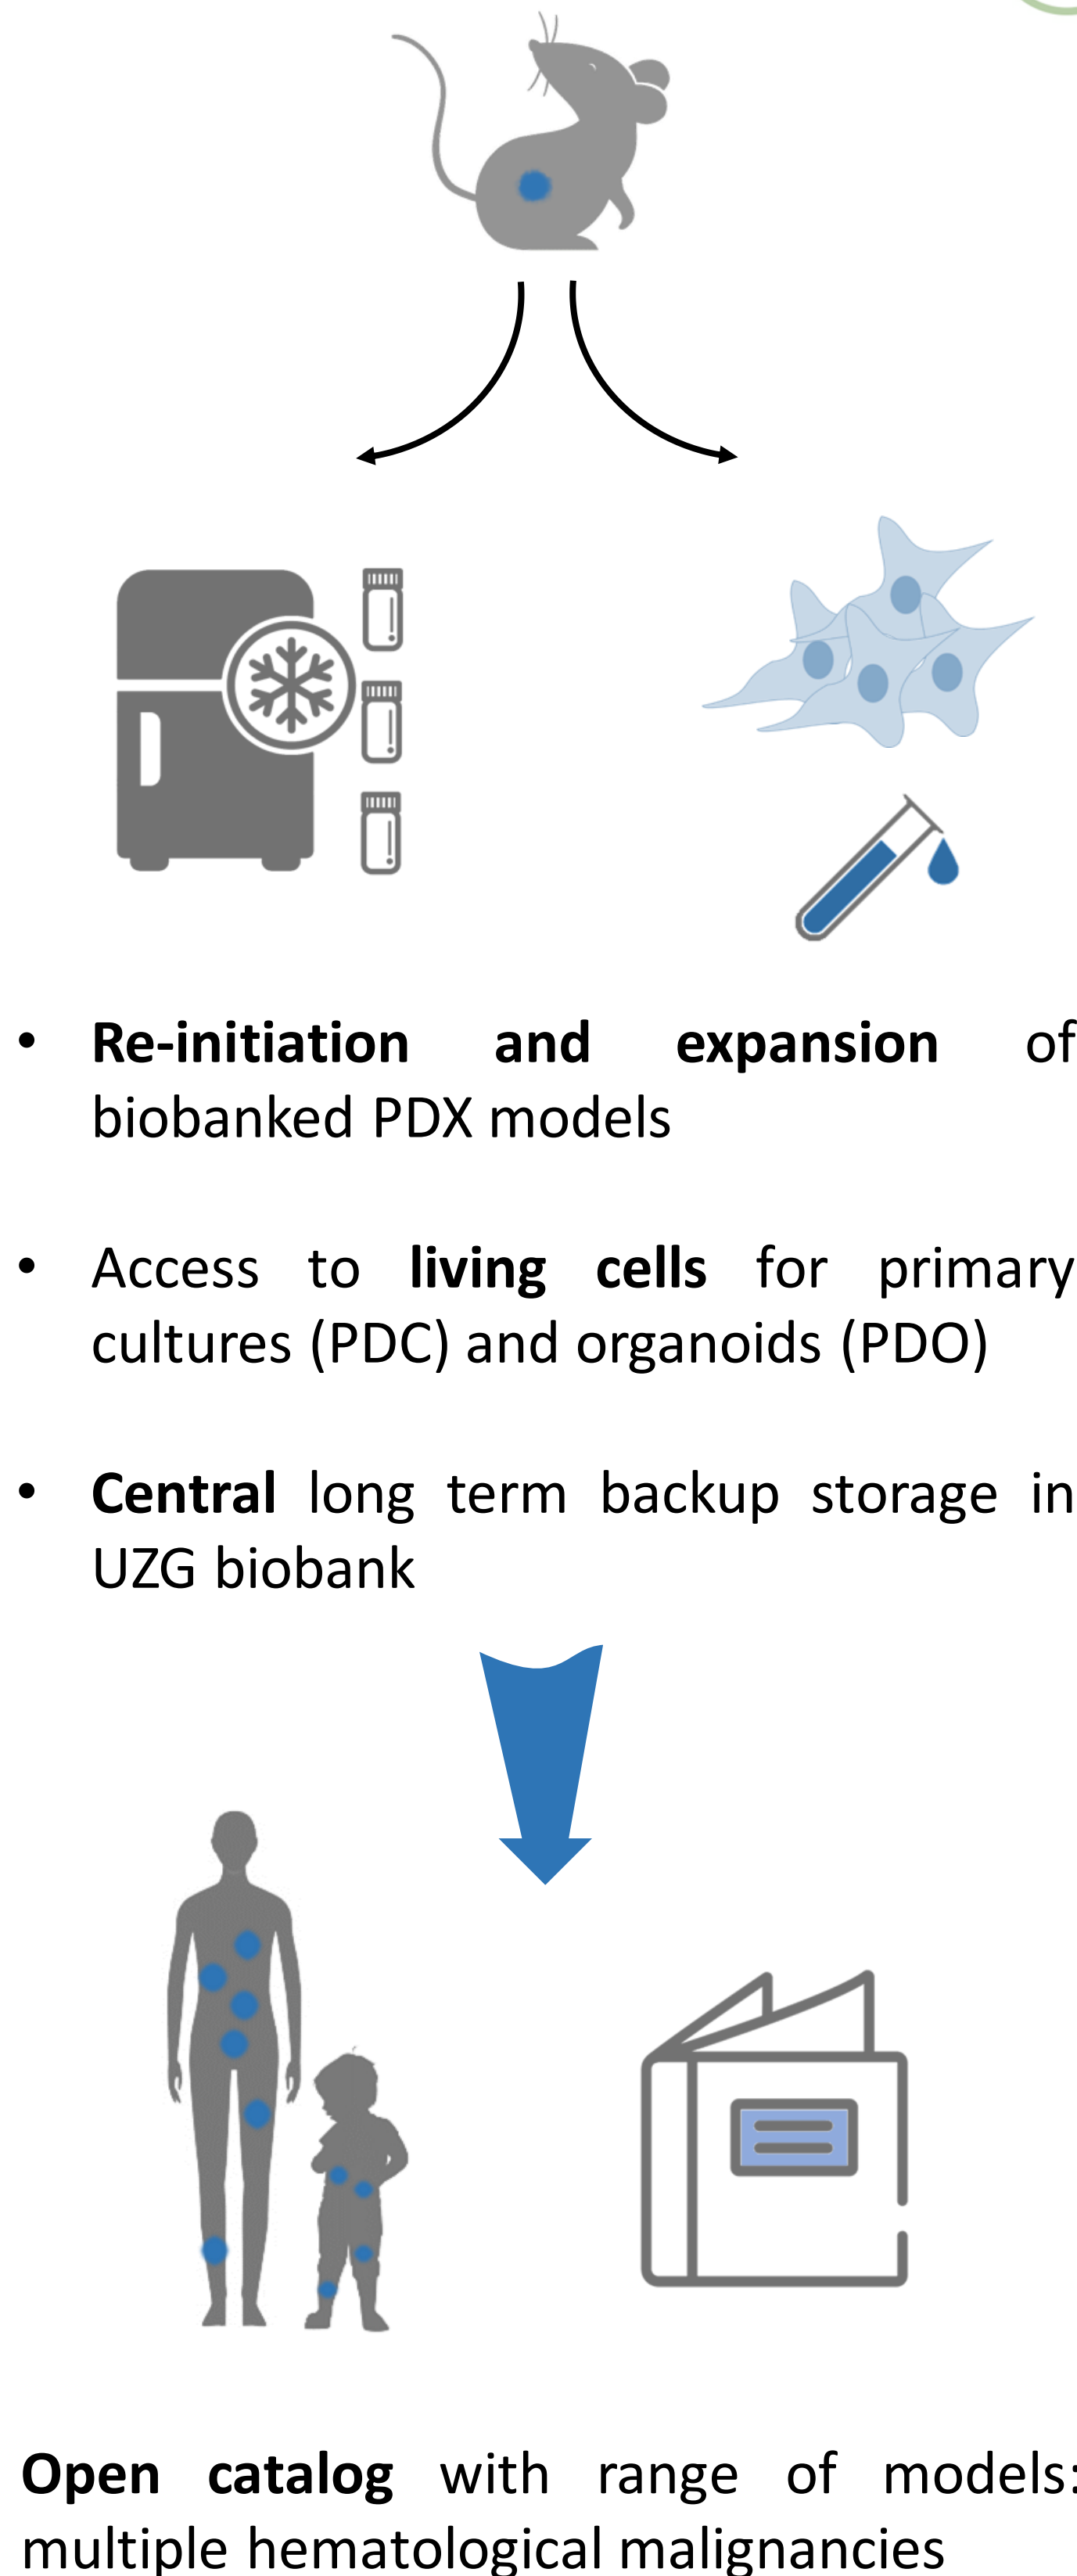 • Re-initiation and expansion of
biobanked PDX models
• Access to living cells for primary
cultures (PDC) and organoids (PDO)
• Central long term backup storage in
UZG biobank
Open catalog with range of models:
multiple hematological malignancies